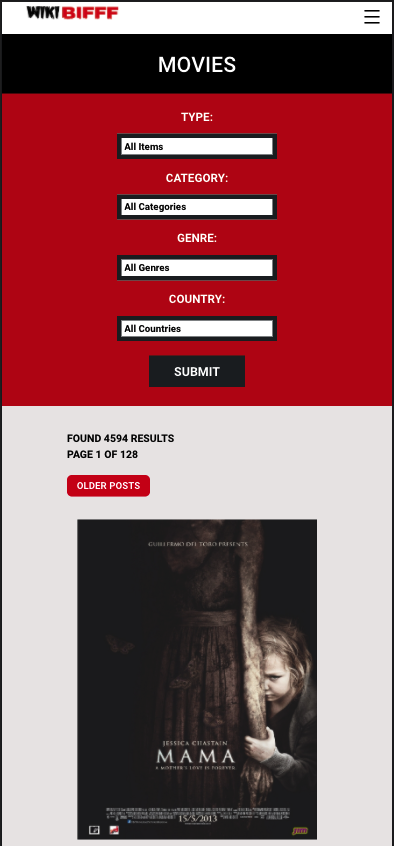 WIKI BIFFF
MOVIES
TYPE:
All Items
CATEGORY:
All Categories
GENRE:
All Genres
COUNTRY:
All Countries
SUBMIT
FOUND 4594 RESULTS
PAGE 1 OF 128
OLDER POSTS
GUILLERMO DEL TORO PRESENTS
JESSICA CHASTAIN
MAMA
A MOTHER'S LOVE IS FOREVER
15/5/2013